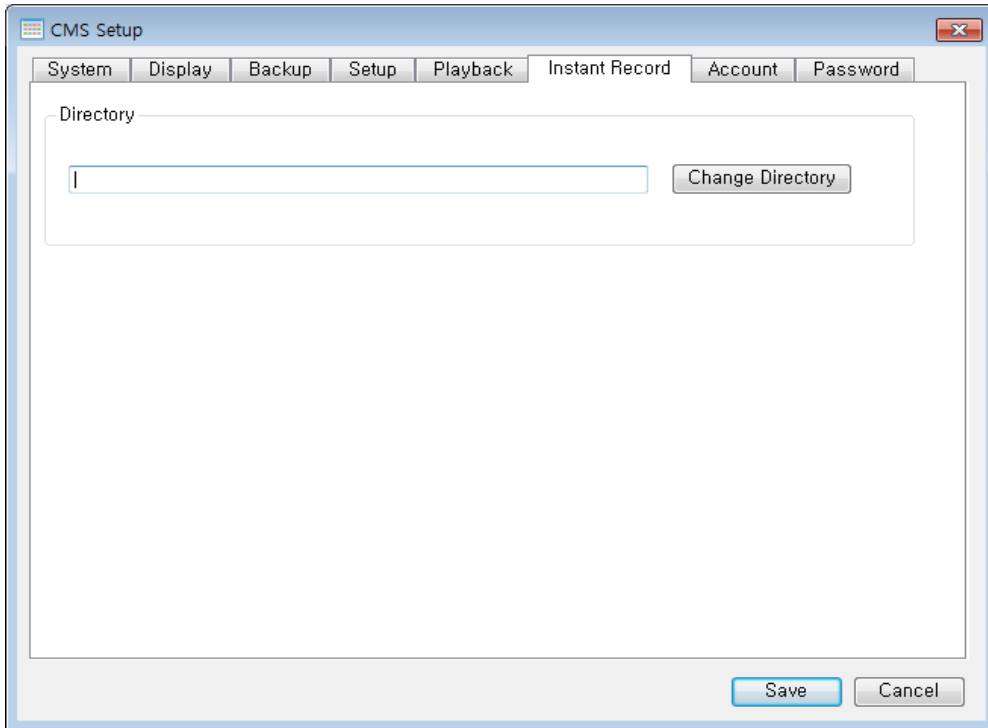 CMS Setup
System Display Backup Setup Playback Instant Record Account Password
Directory
Change Directory
Save Cancel